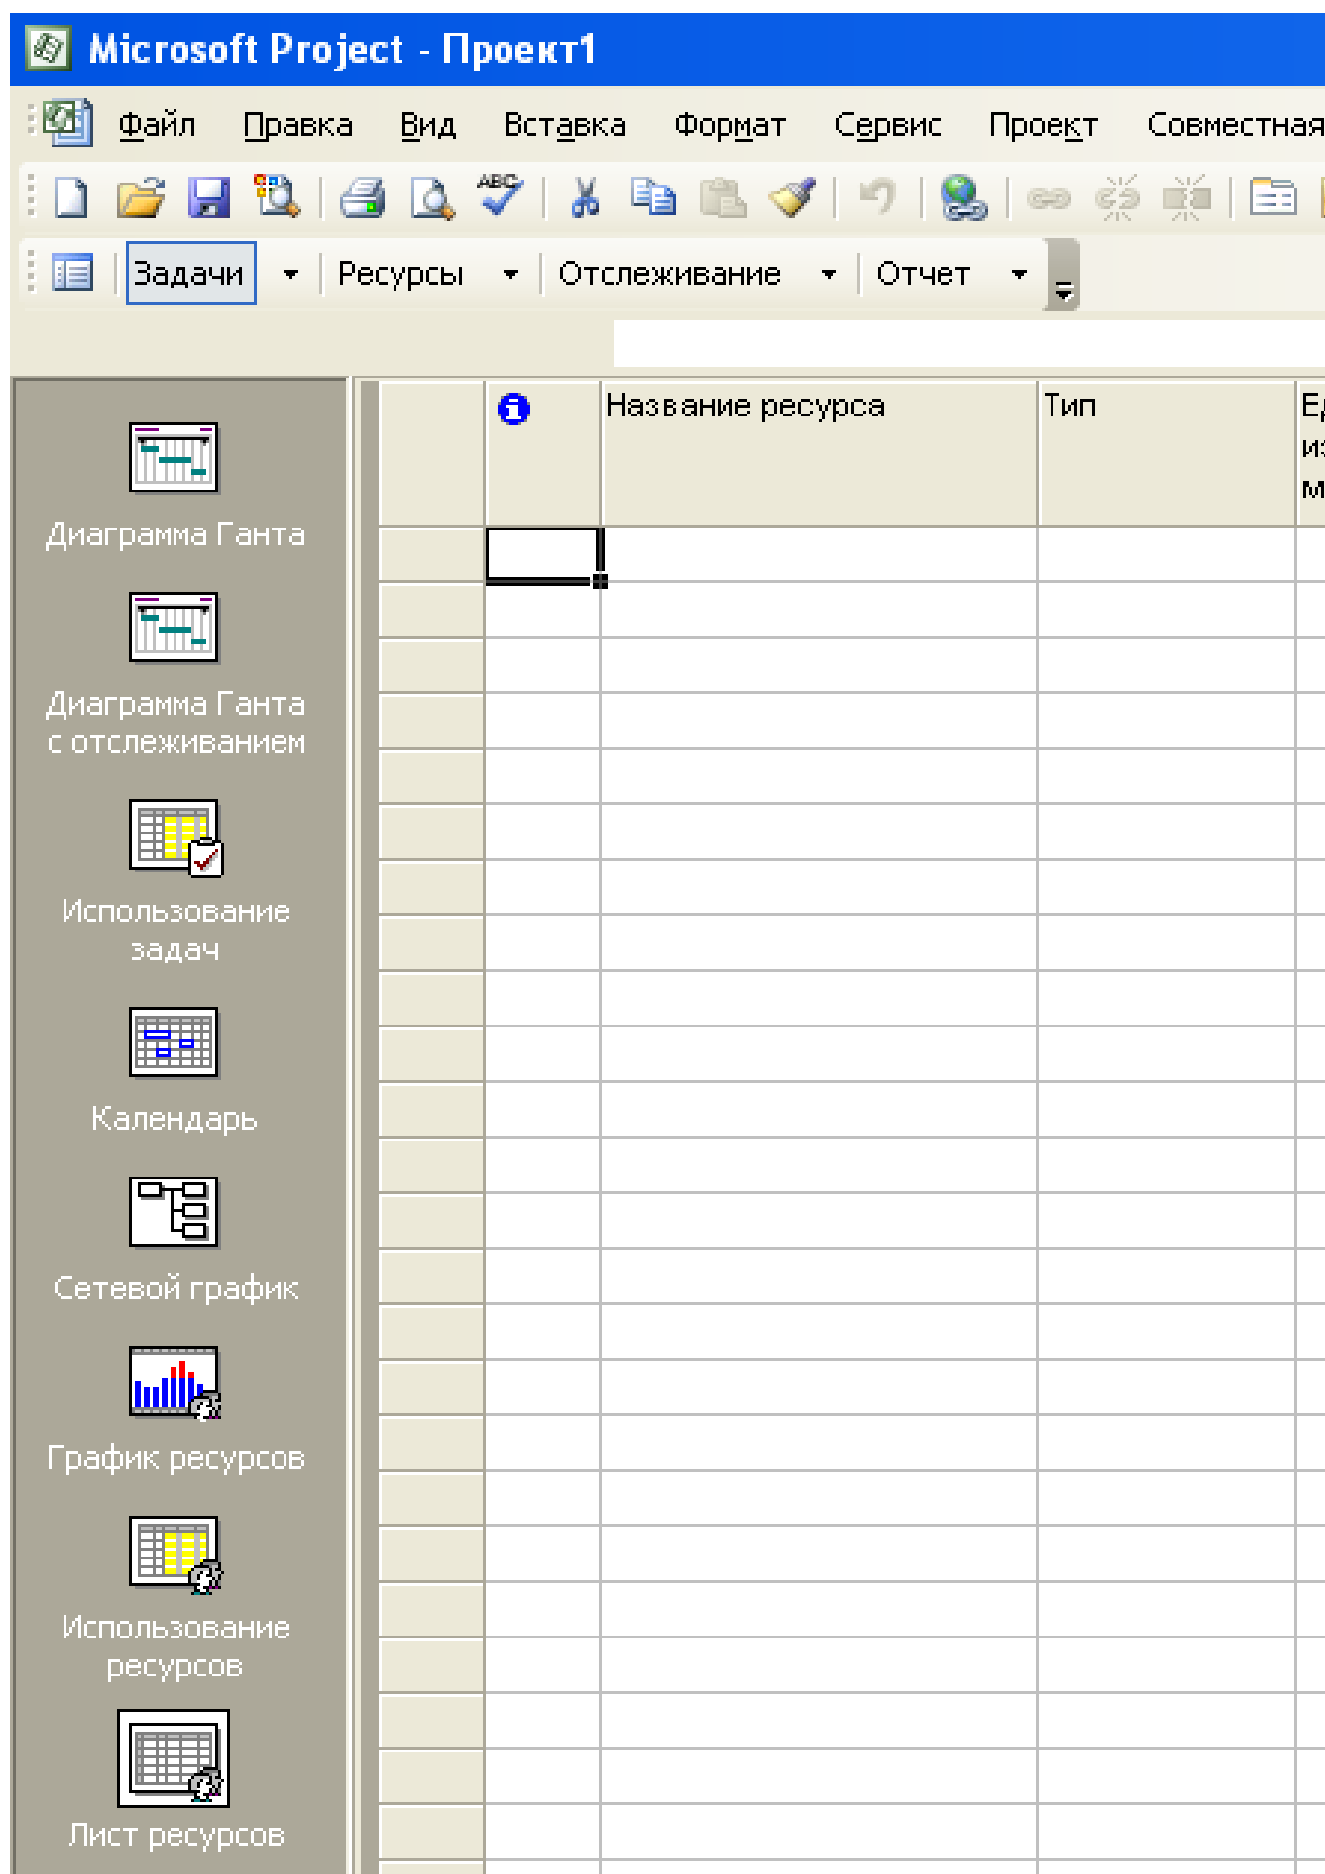 Microsoft Project - Проект1
Файл Правка Вид Вставка Формат Сервис Проект Совместная
ABC
Задачи Ресурсы Отслеживание Отчет
Название ресурса Тип
Диаграмма Ганта
Диаграмма Ганта
с отслеживанием
Использование
задач
Календарь
Сетевой график
График ресурсов
Использование
ресурсов
Лист ресурсов